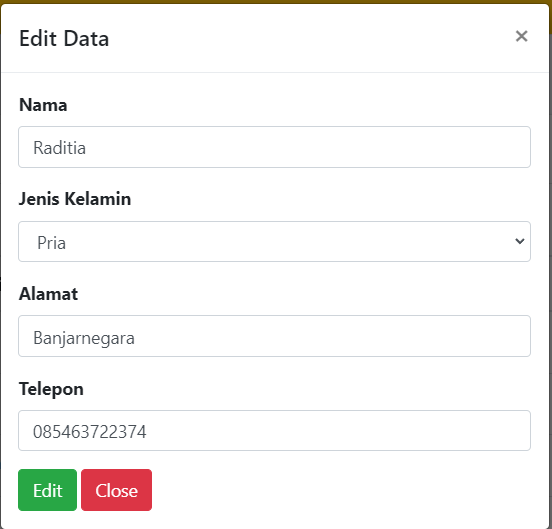 Edit Data ×
Nama
Raditia
Jenis Kelamin
Pria
Alamat
Banjarnegara
Telepon
085463722374
Edit Close